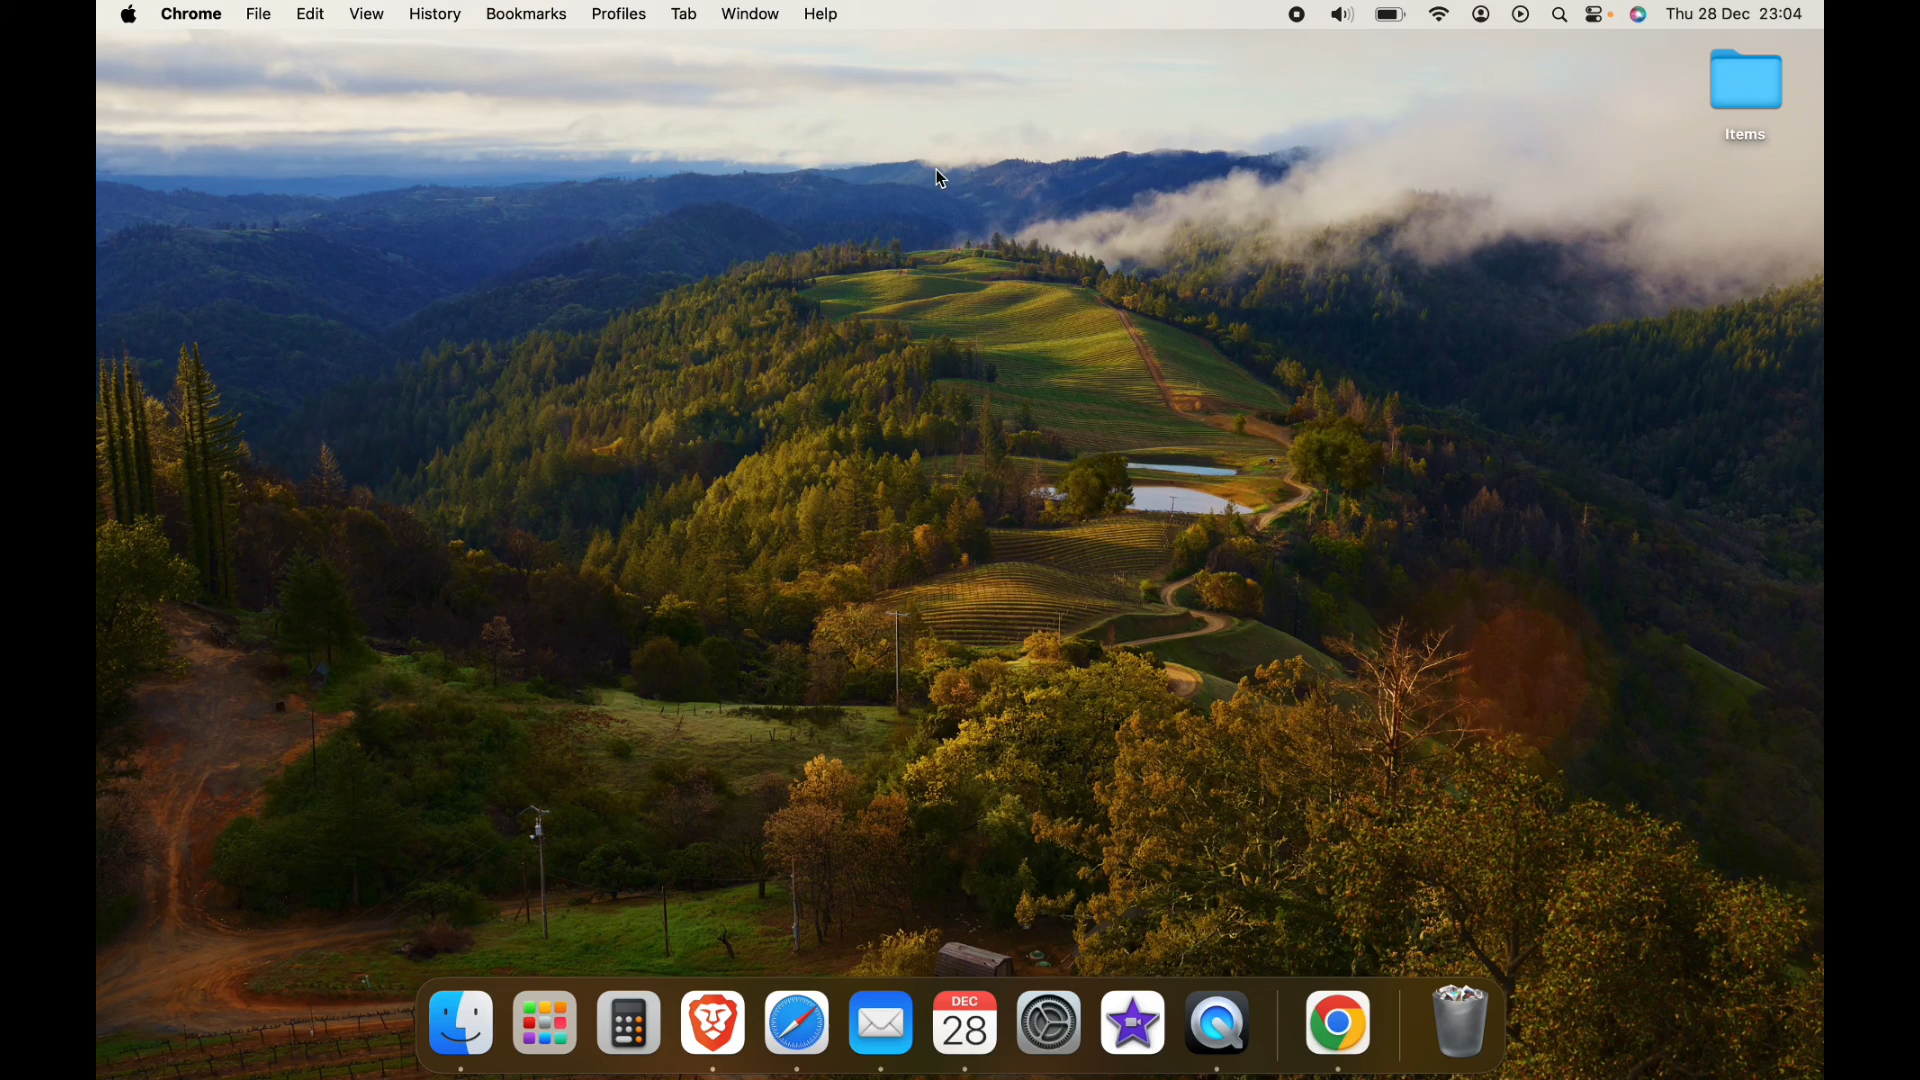 Chrome File Edit View History Bookmarks Profiles Tab Window Help Thu 28 Dec 23:04
Items
DEC
28